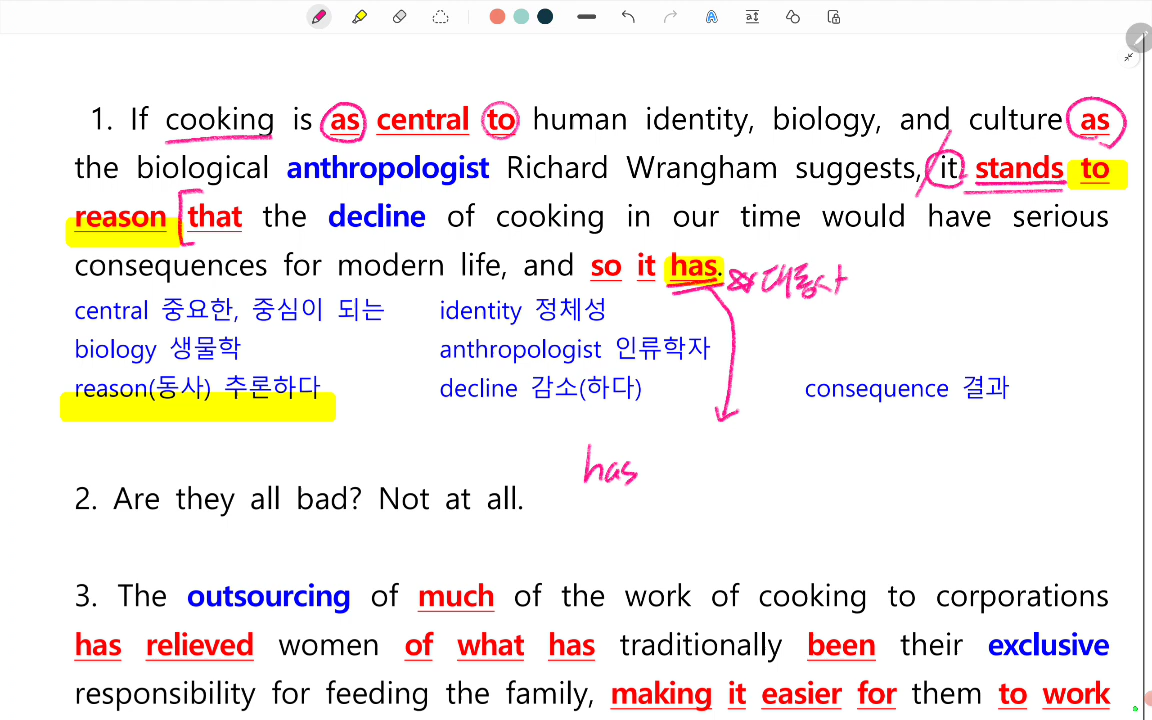 1. If cooking is as central to human identity, biology, and culture as
the biological anthropologist Richard Wrangham suggests, it stands to
reason that the decline of cooking in our time would have serious
consequences for modern life, and so it has. ※대동사
central 중요한, 중심이 되는 identity 정체성
biology 생물학 anthropologist 인류학자
reason(동사) 추론하다 decline 감소(하다) consequence 결과
has
2. Are they all bad? Not at all.
3. The outsourcing of much of the work of cooking to corporations
has relieved women of what has traditionally been their exclusive
responsibility for feeding the family, making it easier for them to work